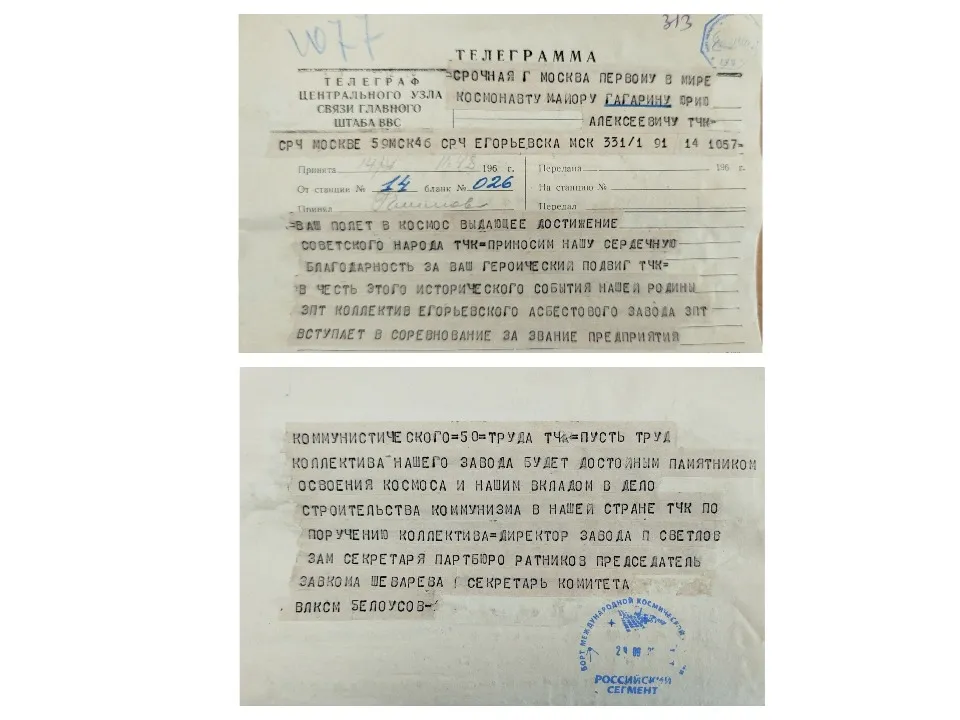 1077
313
ТЕЛЕГРАММА
ТЕЛЕГРАФ
ЦЕНТРАЛЬНОГО УЗЛА
СВЯЗИ ГЛАВНОГО
ШТАБА ВВС
=СРОЧНАЯ Г МОСКВА ПЕРВОМУ В МИРЕ
КОСМОНАВТУ МАЙОРУ ГАГАРИНУ ЮРИЮ
АЛЕКСЕЕВИЧУ ТЧК=
СРЧ МОСКВЕ 59МСК46 СРЧ ЕГОРЬЕВСКА МСК 331/1 91 14 1057=
Принята 196 г.
От станции № 14 бланк № 026
Принял
Передана 196 г.
На станцию №
Передал
=ВАШ ПОЛЕТ В КОСМОС ВЫДАЮЩЕЕ ДОСТИЖЕНИЕ
СОВЕТСКОГО НАРОДА ТЧК=ПРИНОСИМ НАШУ СЕРДЕЧНУЮ
БЛАГОДАРНОСТЬ ЗА ВАШ ГЕРОИЧЕСКИЙ ПОДВИГ ТЧК=
В ЧЕСТЬ ЭТОГО ИСТОРИЧЕСКОГО СОБЫТИЯ НАШЕЙ РОДИНЫ
ЗПТ КОЛЛЕКТИВ ЕГОРЬЕВСКОГО АСБЕСТОВОГО ЗАВОДА ЗПТ
ВСТУПАЕТ В СОРЕВНОВАНИЕ ЗА ЗВАНИЕ ПРЕДПРИЯТИЯ
КОММУНИСТИЧЕСКОГО=50=ТРУДА ТЧК=ПУСТЬ ТРУД
КОЛЛЕКТИВА НАШЕГО ЗАВОДА БУДЕТ ДОСТОЙНЫМ ПАМЯТНИКОМ
ОСВОЕНИЯ КОСМОСА И НАШИМ ВКЛАДОМ В ДЕЛО
СТРОИТЕЛЬСТВА КОММУНИЗМА В НАШЕЙ СТРАНЕ ТЧК ПО
ПОРУЧЕНИЮ КОЛЛЕКТИВА=ДИРЕКТОР ЗАВОДА П СВЕТЛОВ
ЗАМ СЕКРЕТАРЯ ПАРТБЮРО РАТНИКОВ ПРЕДСЕДАТЕЛЬ
ЗАВКОМА ШЕВАРЕВА СЕКРЕТАРЬ КОМИТЕТА
ВЛКСМ БЕЛОУСОВ-
БОРТ МЕЖДУНАРОДНОЙ КОСМИЧЕСКОЙ
РОССИЙСКИЙ
СЕГМЕНТ